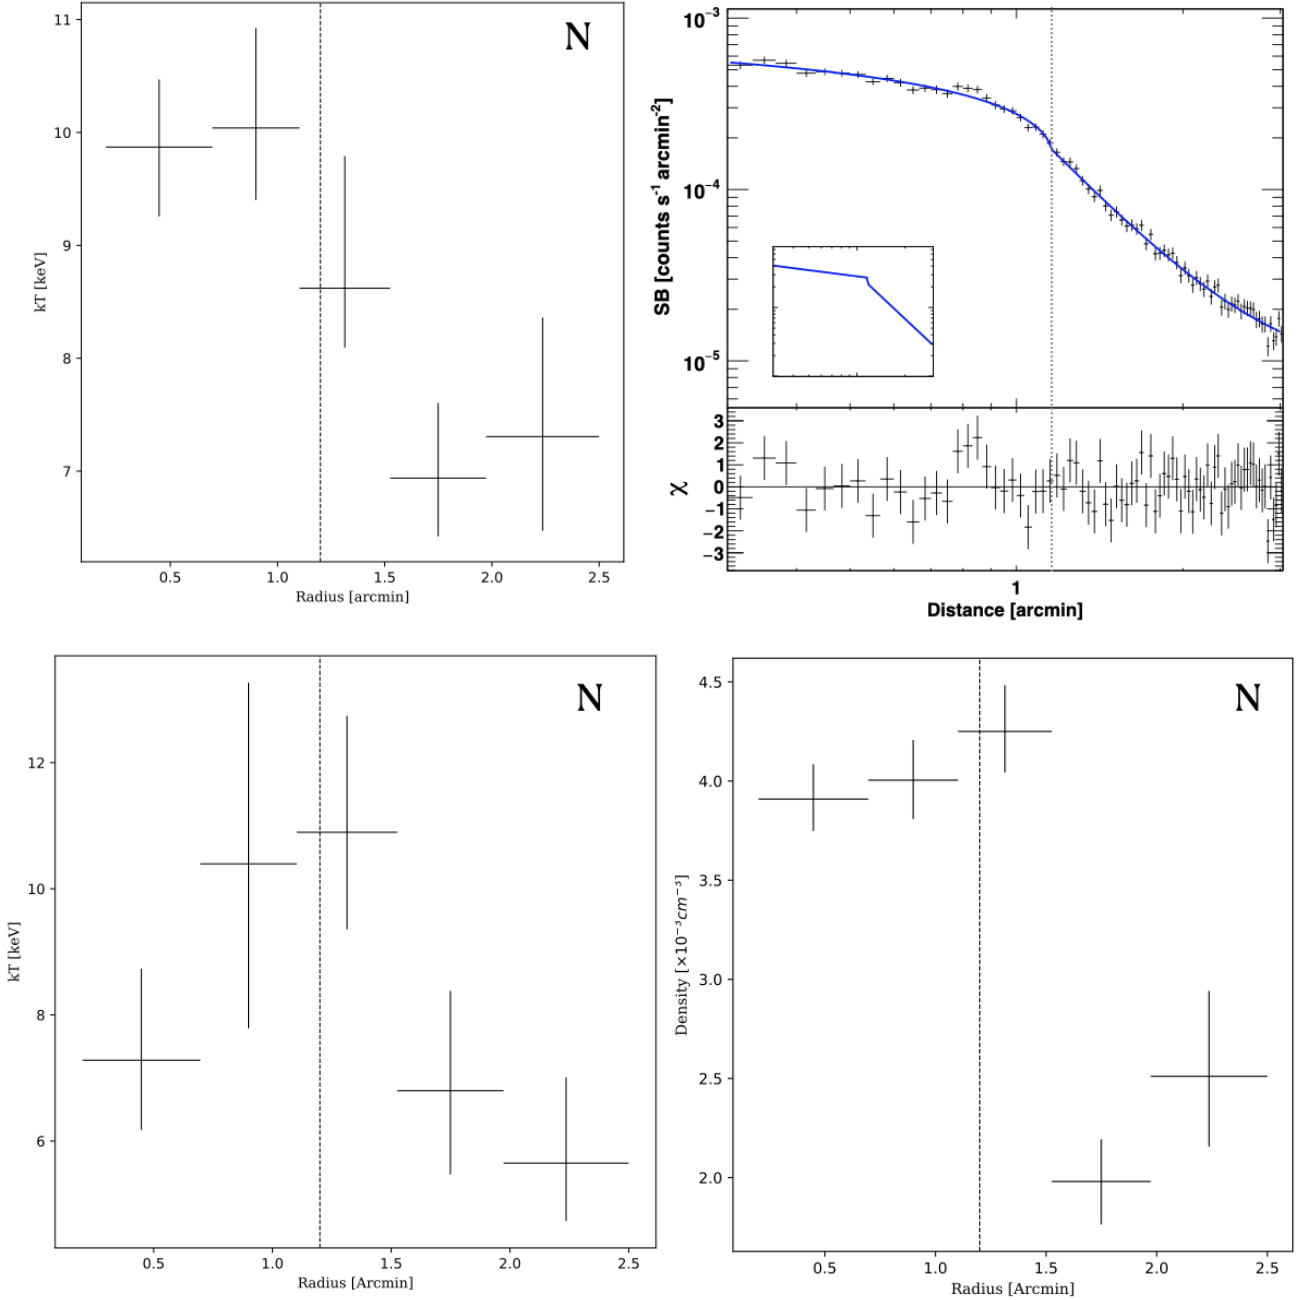 N
11
10
9
8
7
kT [keV]
0.5 1.0 1.5 2.0 2.5
Radius [arcmin]
10⁻³
10⁻⁴
10⁻⁵
SB [counts s⁻¹ arcmin⁻²]
3
2
1
0
−1
−2
−3
χ
1
Distance [arcmin]
N
12
10
8
6
kT [keV]
0.5 1.0 1.5 2.0 2.5
Radius [Arcmin]
N
4.5
4.0
3.5
3.0
2.5
2.0
Density [×10⁻³cm⁻³]
0.5 1.0 1.5 2.0 2.5
Radius [Arcmin]